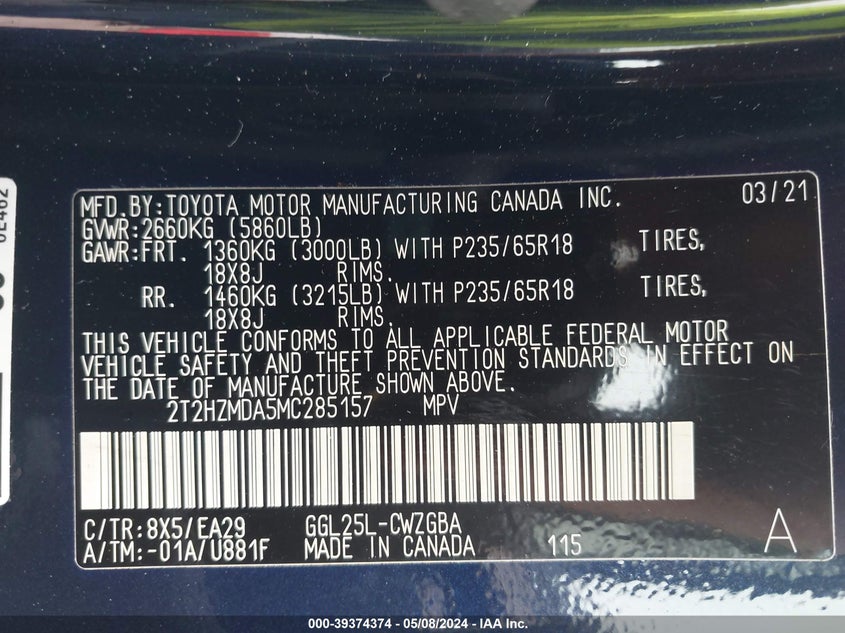 MFD.BY:TOYOTA MOTOR MANUFACTURING CANADA INC. 03/21
GVWR:2660KG (5860LB)
GAWR:FRT. 1360KG (3000LB) WITH P235/65R18 TIRES,
18X8J RIMS.
RR. 1460KG (3215LB) WITH P235/65R18 TIRES,
18X8J RIMS.
THIS VEHICLE CONFORMS TO ALL APPLICABLE FEDERAL MOTOR
VEHICLE SAFETY AND THEFT PREVENTION STANDARDS IN EFFECT ON
THE DATE OF MANUFACTURE SHOWN ABOVE.
2T2HZMDA5MC285157 MPV
C/TR:8X5/EA29 GGL25L-CWZGBA
A/TM:-01A/U881F MADE IN CANADA 115 A
000-39374374 - 05/08/2024 - IAA Inc.